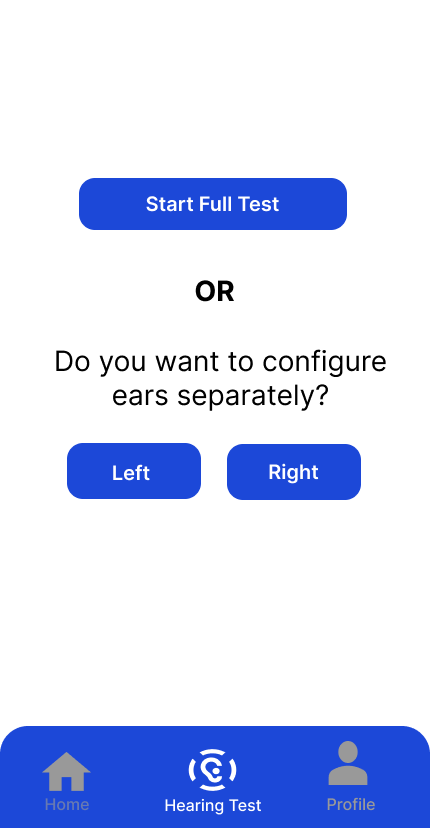 Start Full Test
OR
Do you want to configure
ears separately?
Left
Right
Home
Hearing Test
Profile